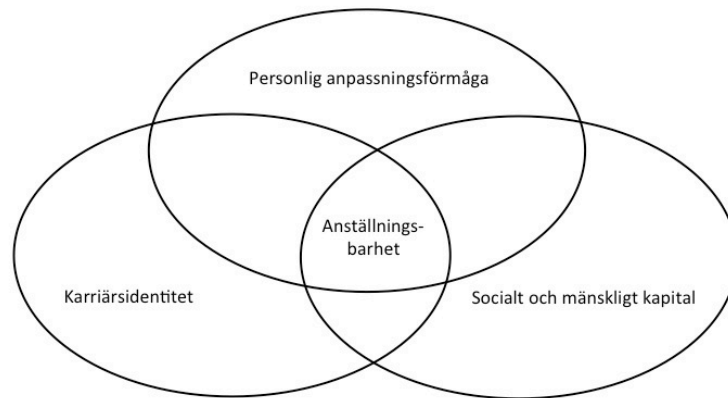 Personlig anpassningsförmåga
Anställnings-
barhet
Karriärsidentitet
Socialt och mänskligt kapital